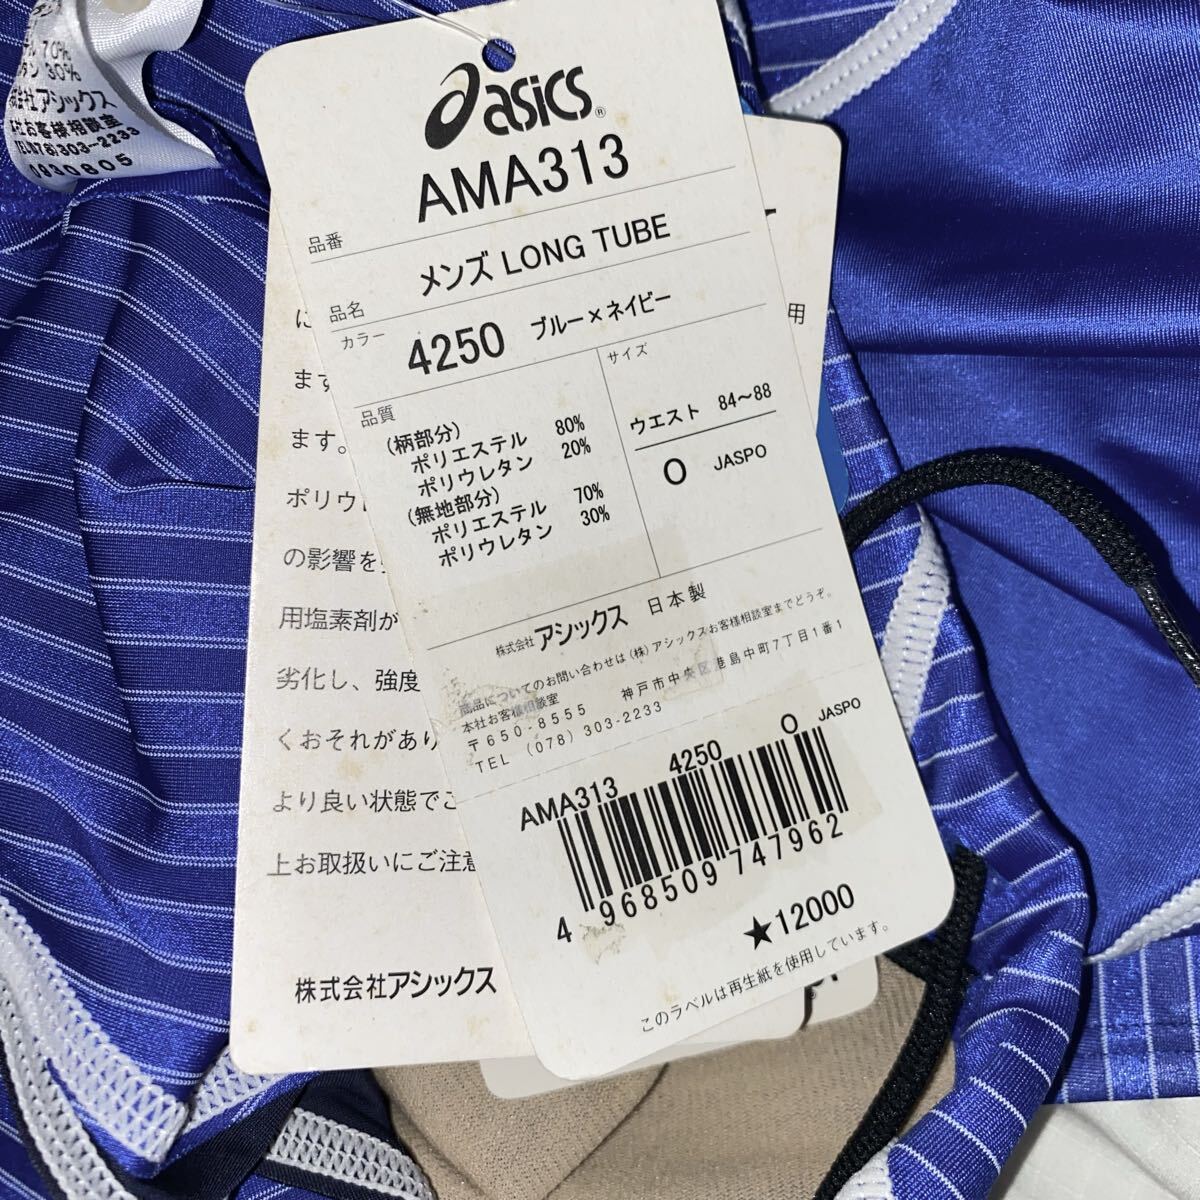 70%
30%
アシックス
お客様相談室
TEL(078)303-2233
0930805
asics®
AMA313
品番
メンズ LONG TUBE
品名
カラー
4250 ブルー×ネイビー
品質
(柄部分)
ポリエステル 80%
ポリウレタン 20%
(無地部分)
ポリエステル 70%
ポリウレタン 30%
サイズ
ウエスト 84〜88
O JASPO
株式会社 アシックス 日本製
商品についてのお問い合わせは(株)アシックスお客様相談室までどうぞ。
本社お客様相談室 神戸市中央区港島中町7丁目1番1
〒650-8555
TEL (078)303-2233
AMA313 4250 O JASPO
4 968509 747962
★12000
このラベルは再生紙を使用しています。
に
ます
ます。
ポリウ
の影響を
用塩素剤が
劣化し、強度
くおそれがあり
より良い状態でご
上お取扱いにご注意
株式会社アシックス
用